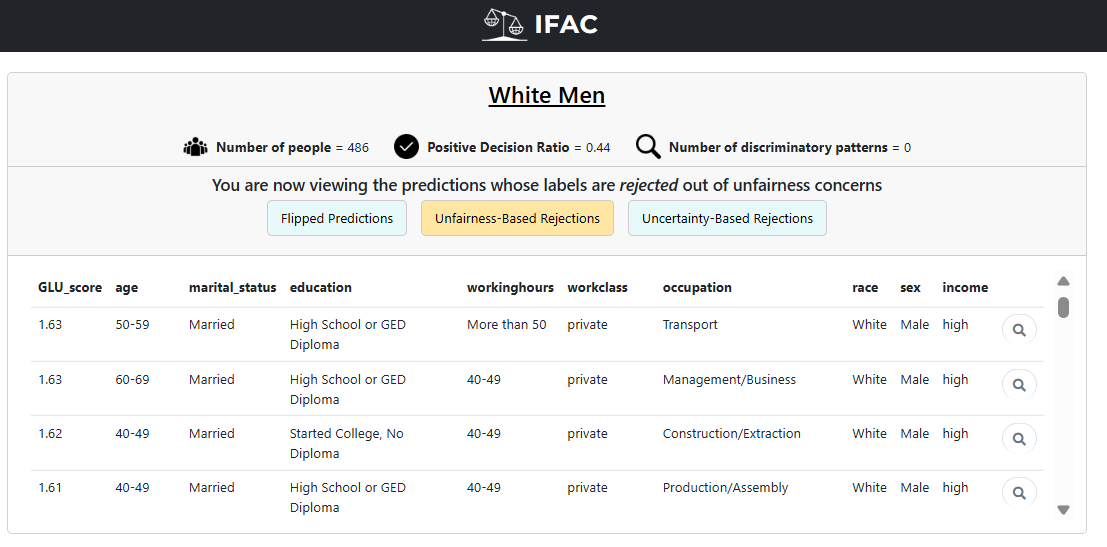 IFAC
White Men
Number of people = 486 Positive Decision Ratio = 0.44 Number of discriminatory patterns = 0
You are now viewing the predictions whose labels are rejected out of unfairness concerns
Flipped Predictions Unfairness-Based Rejections Uncertainty-Based Rejections
GLU_score age marital_status education workinghours workclass occupation race sex income
1.63 50-59 Married High School or GED More than 50 private Transport White Male high
Diploma
1.63 60-69 Married High School or GED 40-49 private Management/Business White Male high
Diploma
1.62 40-49 Married Started College, No 40-49 private Construction/Extraction White Male high
Diploma
1.61 40-49 Married High School or GED 40-49 private Production/Assembly White Male high
Diploma